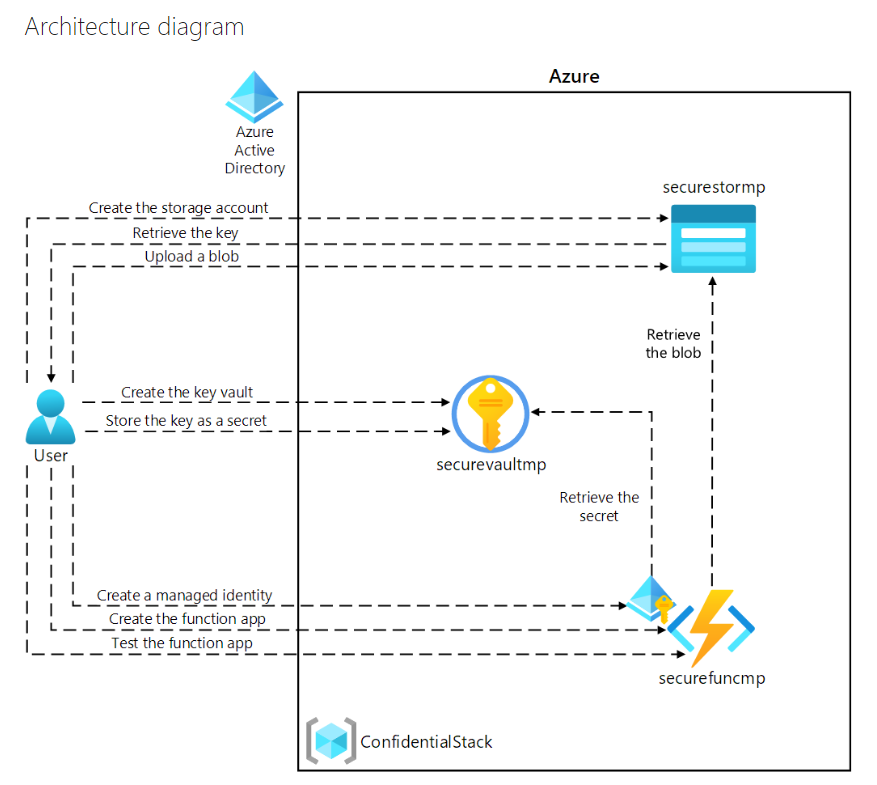 Architecture diagram
Azure
Azure
Active
Directory
securestormp
Create the storage account
Retrieve the key
Upload a blob
Retrieve
the blob
Create the key vault
Store the key as a secret
User
securevaultmp
Retrieve the
secret
Create a managed identity
Create the function app
Test the function app
securefuncmp
ConfidentialStack